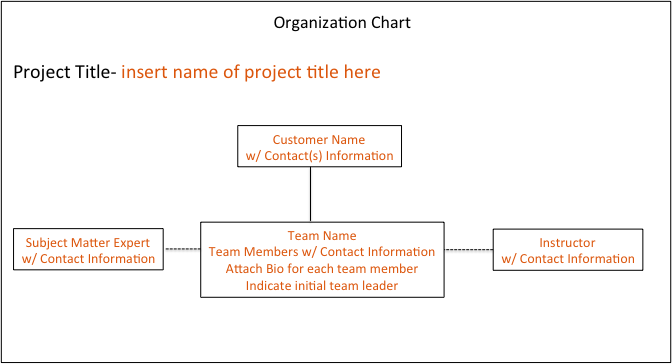 Organization Chart
Project Title- insert name of project title here
Customer Name
w/ Contact(s) Information
Subject Matter Expert
w/ Contact Information
Team Name
Team Members w/ Contact Information
Attach Bio for each team member
Indicate initial team leader
Instructor
w/ Contact Information